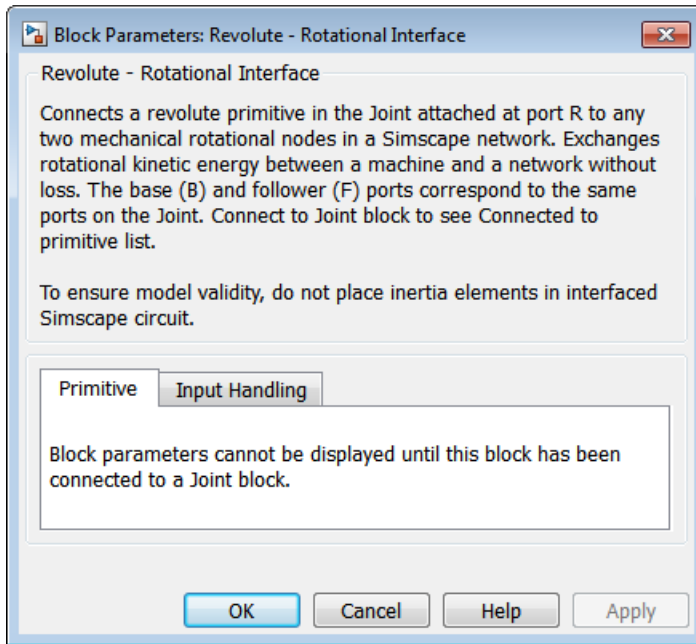 Block Parameters: Revolute - Rotational Interface
Revolute - Rotational Interface
Connects a revolute primitive in the Joint attached at port R to any
two mechanical rotational nodes in a Simscape network. Exchanges
rotational kinetic energy between a machine and a network without
loss. The base (B) and follower (F) ports correspond to the same
ports on the Joint. Connect to Joint block to see Connected to
primitive list.
To ensure model validity, do not place inertia elements in interfaced
Simscape circuit.
Primitive Input Handling
Block parameters cannot be displayed until this block has been
connected to a Joint block.
OK Cancel Help Apply